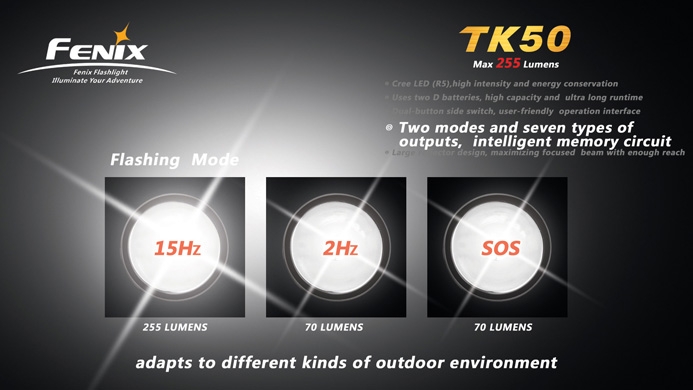 FENIX
Fenix Flashlight
Illuminate Your Adventure
TK50
Max 255 Lumens
• Cree LED (R5),high intensity and energy conservation
• Uses two D batteries, high capacity and ultra long runtime
button side switch, user-friendly operation interface
@ Two modes and seven types of
outputs, intelligent memory circuit
• Large design, maximizing focused beam with enough reach
Flashing Mode
15Hz
2Hz
SOS
255 LUMENS
70 LUMENS
70 LUMENS
adapts to different kinds of outdoor environment